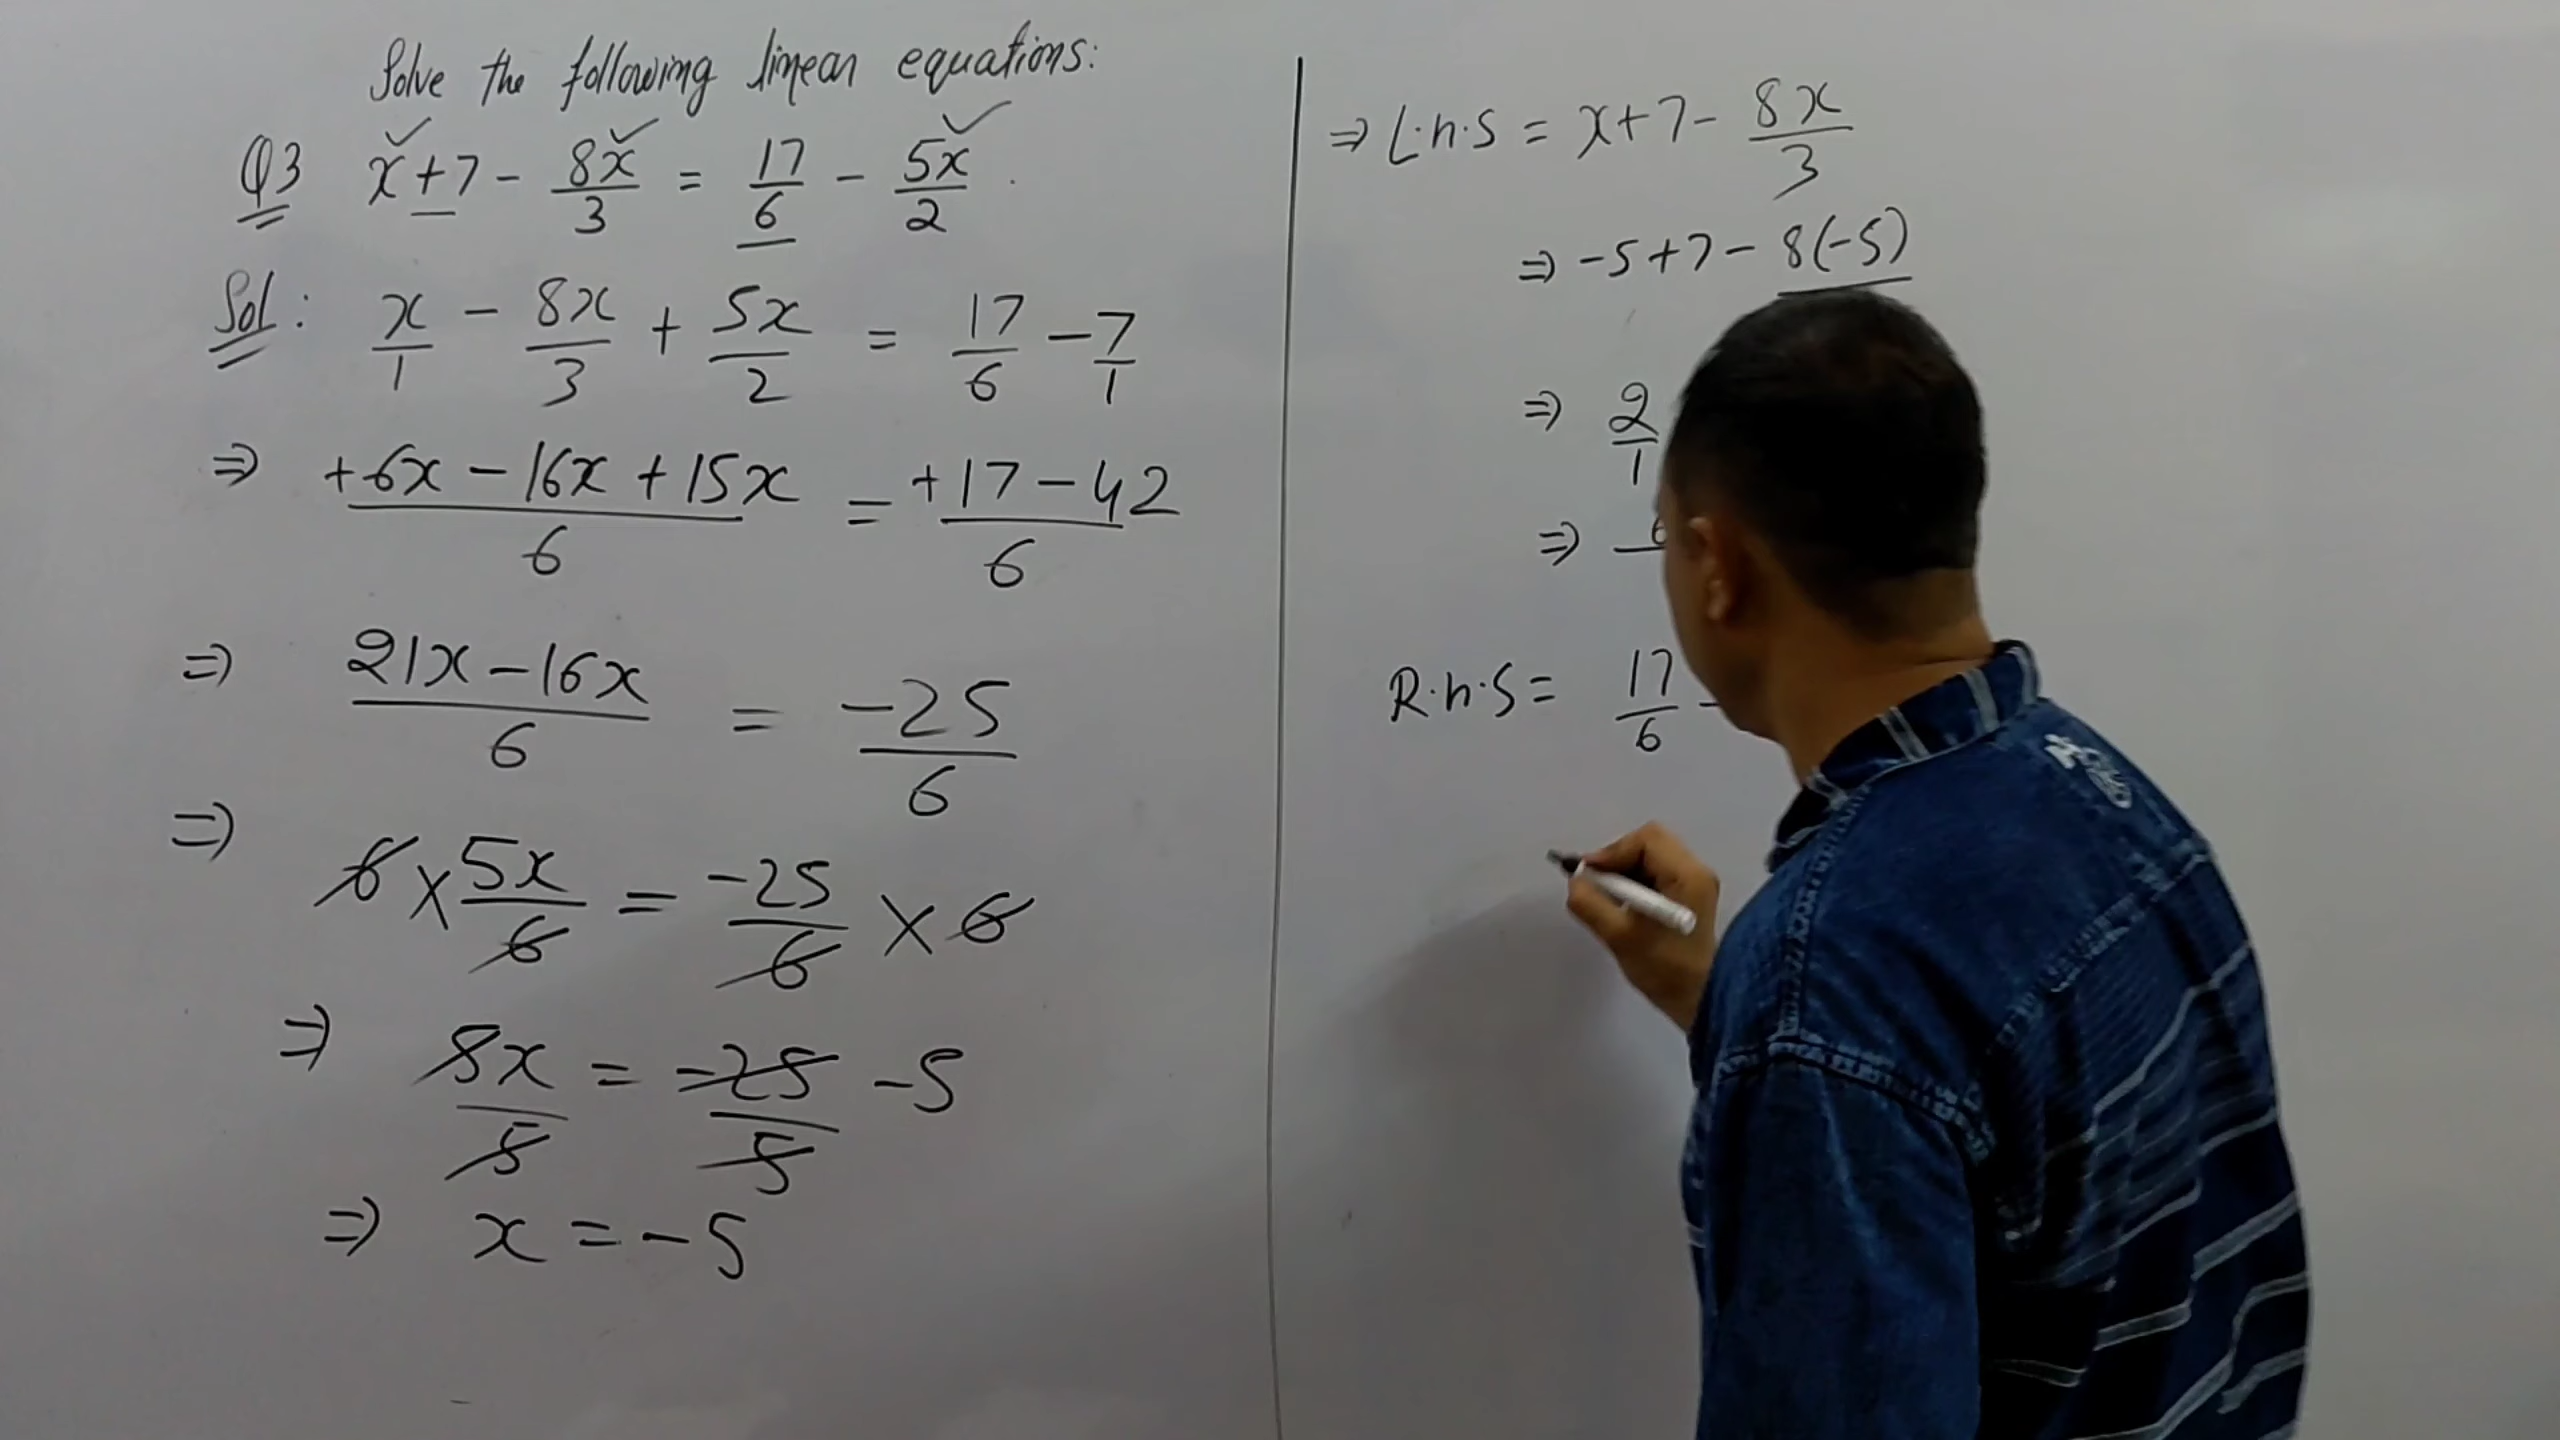 Solve the following linear equations:
Q3 x + 7 - 8x/3 = 17/6 - 5x/2
Sol: x/1 - 8x/3 + 5x/2 = 17/6 - 7/1
⇒ +6x - 16x + 15x/6 = +17 - 42/6
⇒ 21x - 16x/6 = -25/6
⇒ 6 × 5x/6 = -25/6 × 6
⇒ 5x/5 = -25/5 -5
⇒ x = -5
⇒ L.h.S = x + 7 - 8x/3
⇒ -5 + 7 - 8(-5)
⇒ 2/1
⇒ 6
R.h.S = 17/6 -